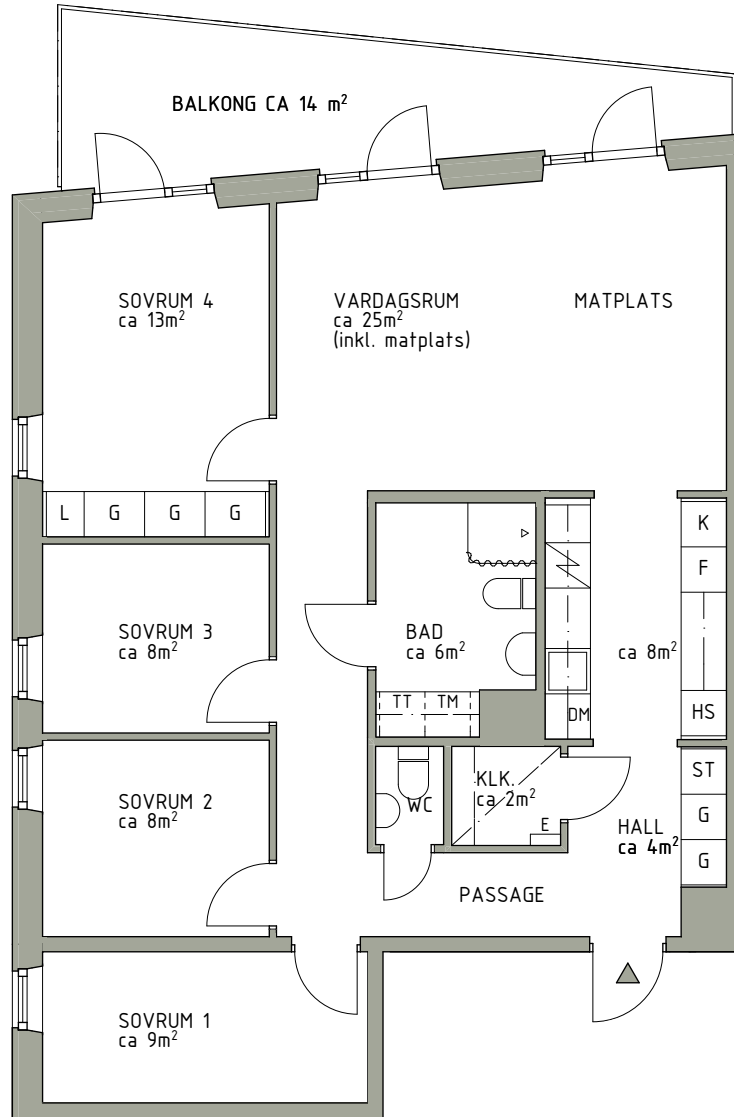 BALKONG CA 14 m²
SOVRUM 4
ca 13m²
VARDAGSRUM
ca 25m²
(inkl. matplats)
MATPLATS
L
G
G
G
K
F
SOVRUM 3
ca 8m²
BAD
ca 6m²
ca 8m²
TT
TM
DM
HS
SOVRUM 2
ca 8m²
WC
KLK.
ca 2m²
E
ST
G
G
HALL
ca 4m²
PASSAGE
SOVRUM 1
ca 9m²